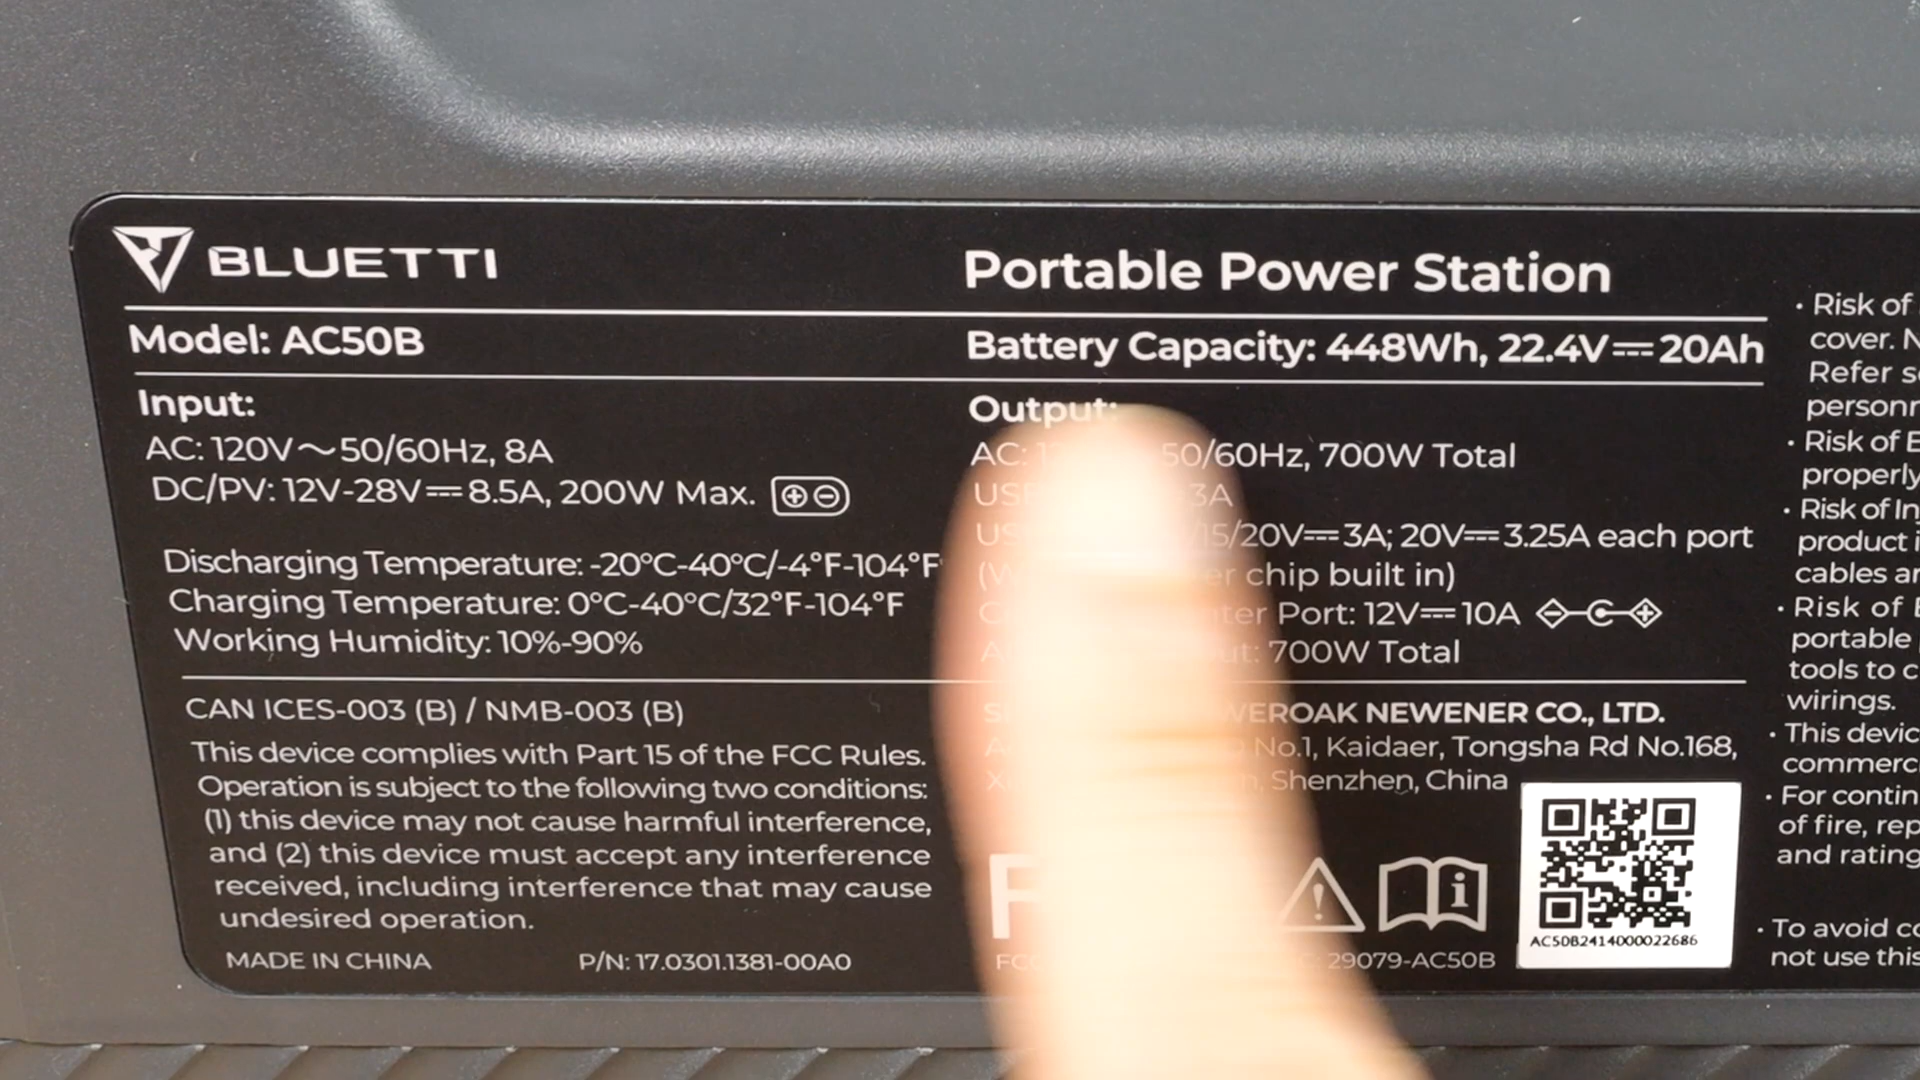 BLUETTI
Portable Power Station
Model: AC50B
Battery Capacity: 448Wh, 22.4V⎓20Ah
Input:
AC: 120V～50/60Hz, 8A
DC/PV: 12V-28V⎓8.5A, 200W Max.
Discharging Temperature: -20°C-40°C/-4°F-104°F
Charging Temperature: 0°C-40°C/32°F-104°F
Working Humidity: 10%-90%
Output:
AC: 50/60Hz, 700W Total
3A
/15/20V⎓3A; 20V⎓3.25A each port
chip built in)
Port: 12V⎓10A
700W Total
CAN ICES-003 (B) / NMB-003 (B)
This device complies with Part 15 of the FCC Rules.
Operation is subject to the following two conditions:
(1) this device may not cause harmful interference,
and (2) this device must accept any interference
received, including interference that may cause
undesired operation.
MADE IN CHINA P/N: 17.0301.1381-00A0
NEWENER CO., LTD.
No.1, Kaidaer, Tongsha Rd No.168,
Shenzhen, China
AC50B2414000022686
29079-AC50B
• Risk of
cover.
Refer
• Risk of
properly
• Risk of
product
cables
• Risk of
portable
tools to
wirings.
• This
• For
of fire,
and rating
• To avoid
not use this